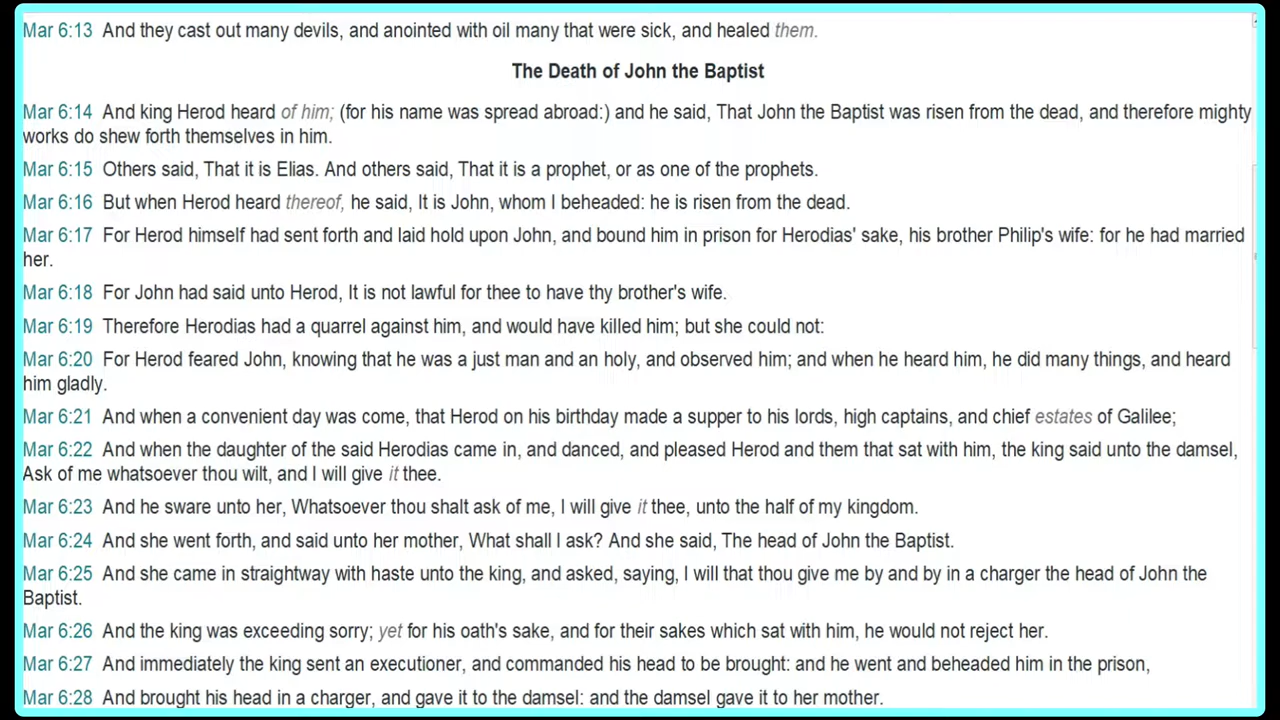 Mar 6:13 And they cast out many devils, and anointed with oil many that were sick, and healed them.
The Death of John the Baptist
Mar 6:14 And king Herod heard of him; (for his name was spread abroad:) and he said, That John the Baptist was risen from the dead, and therefore mighty
works do shew forth themselves in him.
Mar 6:15 Others said, That it is Elias. And others said, That it is a prophet, or as one of the prophets.
Mar 6:16 But when Herod heard thereof, he said, It is John, whom I beheaded: he is risen from the dead.
Mar 6:17 For Herod himself had sent forth and laid hold upon John, and bound him in prison for Herodias' sake, his brother Philip's wife: for he had married
her.
Mar 6:18 For John had said unto Herod, It is not lawful for thee to have thy brother's wife.
Mar 6:19 Therefore Herodias had a quarrel against him, and would have killed him; but she could not:
Mar 6:20 For Herod feared John, knowing that he was a just man and an holy, and observed him; and when he heard him, he did many things, and heard
him gladly.
Mar 6:21 And when a convenient day was come, that Herod on his birthday made a supper to his lords, high captains, and chief estates of Galilee;
Mar 6:22 And when the daughter of the said Herodias came in, and danced, and pleased Herod and them that sat with him, the king said unto the damsel,
Ask of me whatsoever thou wilt, and I will give it thee.
Mar 6:23 And he sware unto her, Whatsoever thou shalt ask of me, I will give it thee, unto the half of my kingdom.
Mar 6:24 And she went forth, and said unto her mother, What shall I ask? And she said, The head of John the Baptist.
Mar 6:25 And she came in straightway with haste unto the king, and asked, saying, I will that thou give me by and by in a charger the head of John the
Baptist.
Mar 6:26 And the king was exceeding sorry; yet for his oath's sake, and for their sakes which sat with him, he would not reject her.
Mar 6:27 And immediately the king sent an executioner, and commanded his head to be brought: and he went and beheaded him in the prison,
Mar 6:28 And brought his head in a charger, and gave it to the damsel: and the damsel gave it to her mother.